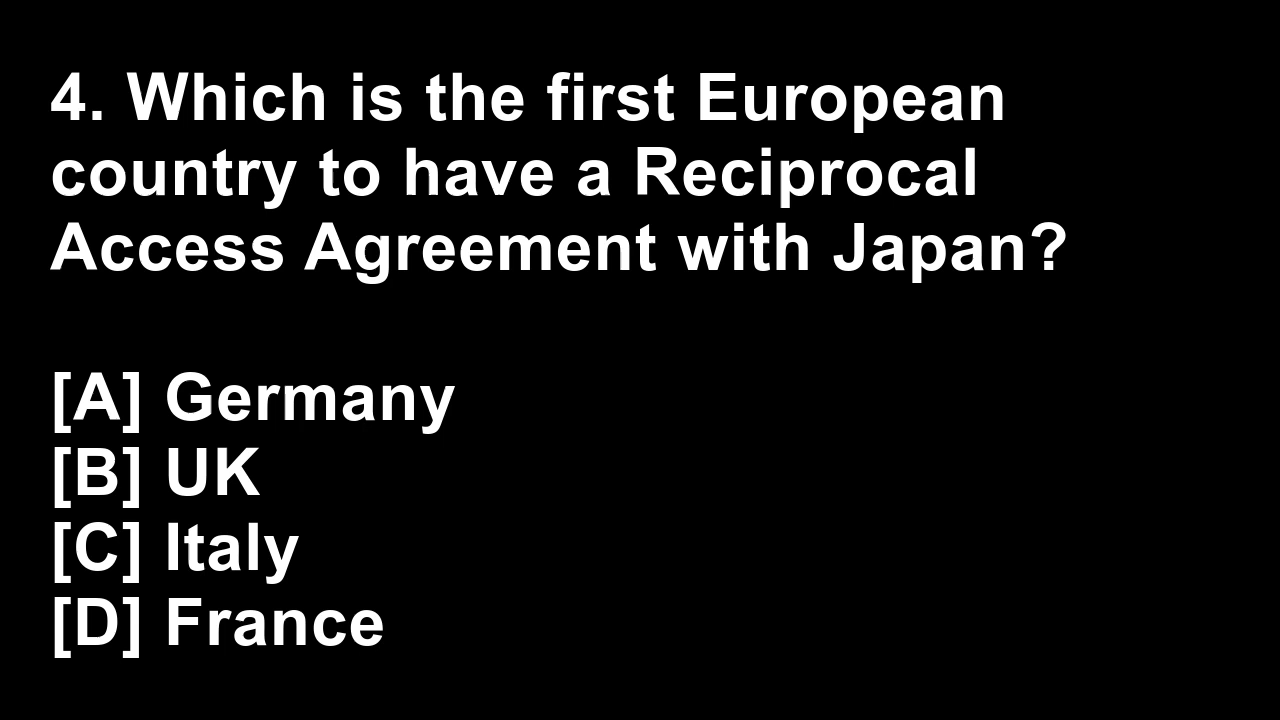 4. Which is the first European
country to have a Reciprocal
Access Agreement with Japan?
[A] Germany
[B] UK
[C] Italy
[D] France